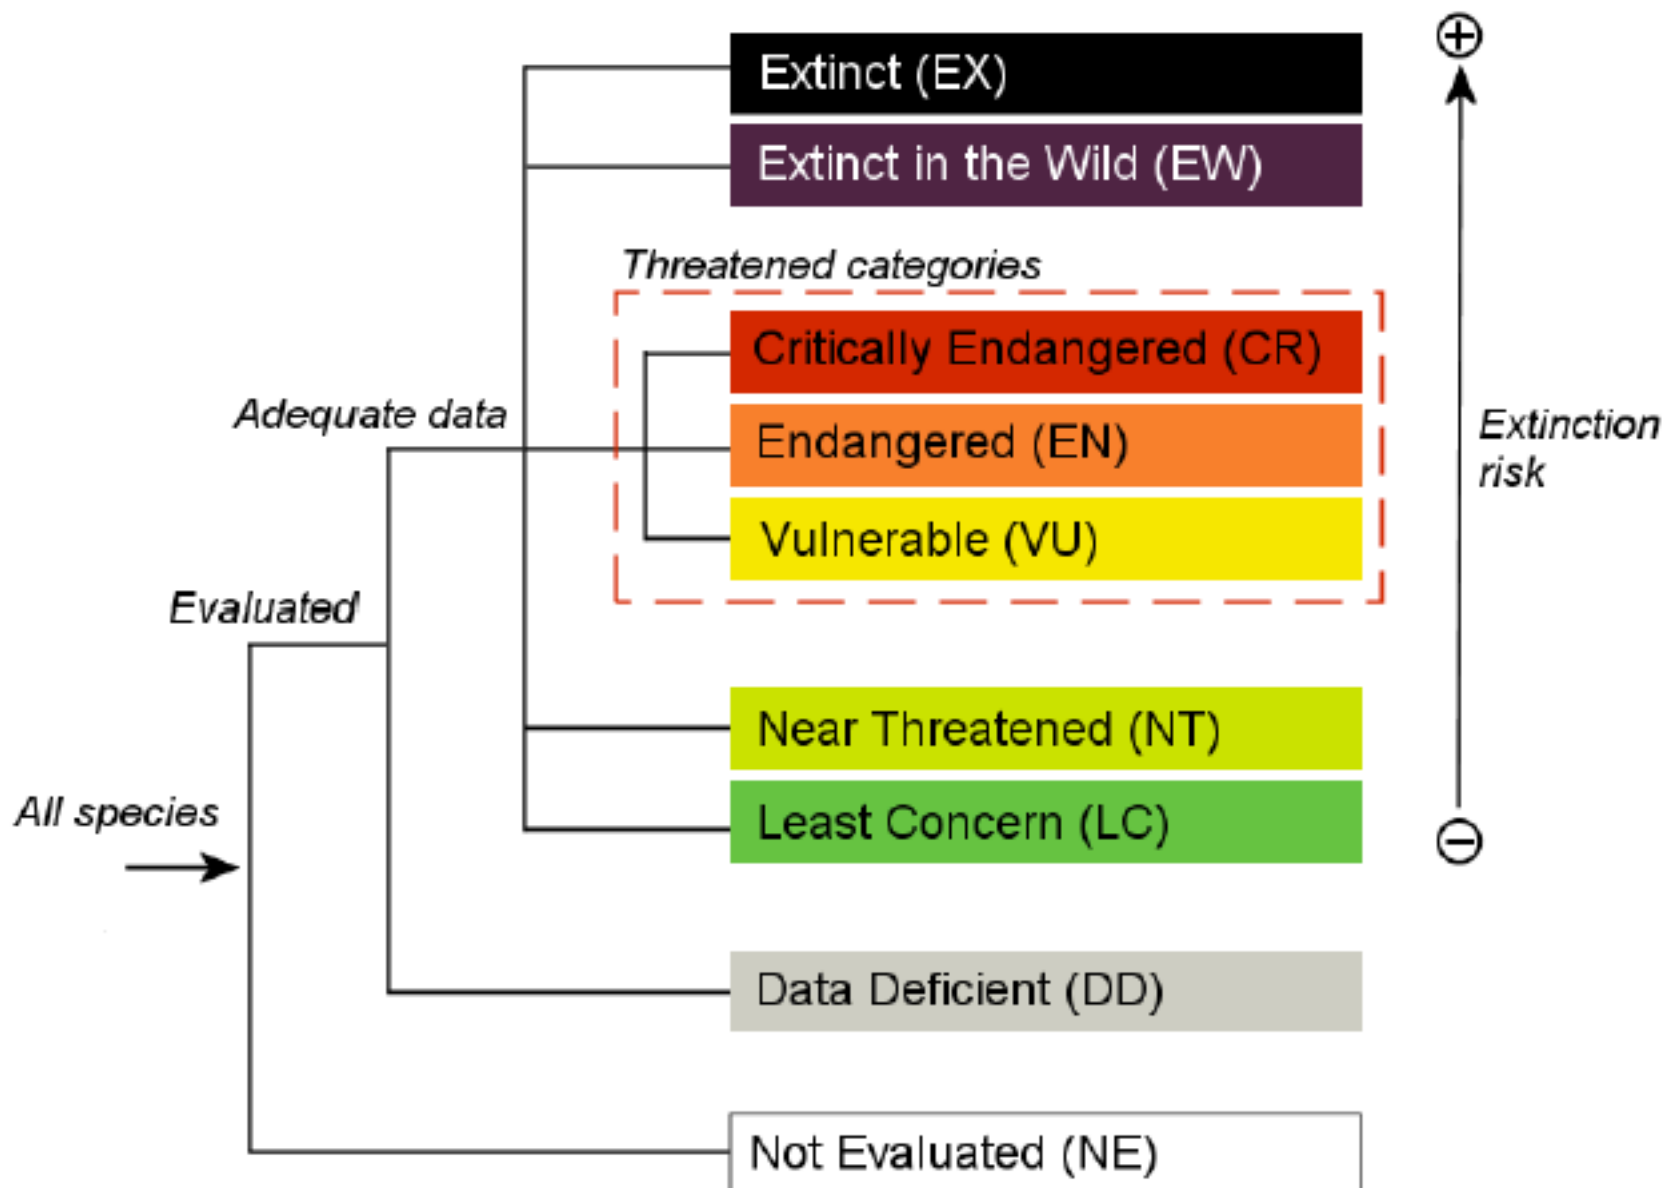 Extinct (EX)
Extinct in the Wild (EW)
Threatened categories
Critically Endangered (CR)
Adequate data
Endangered (EN)
Extinction
risk
Vulnerable (VU)
Evaluated
Near Threatened (NT)
All species
Least Concern (LC)
Data Deficient (DD)
Not Evaluated (NE)